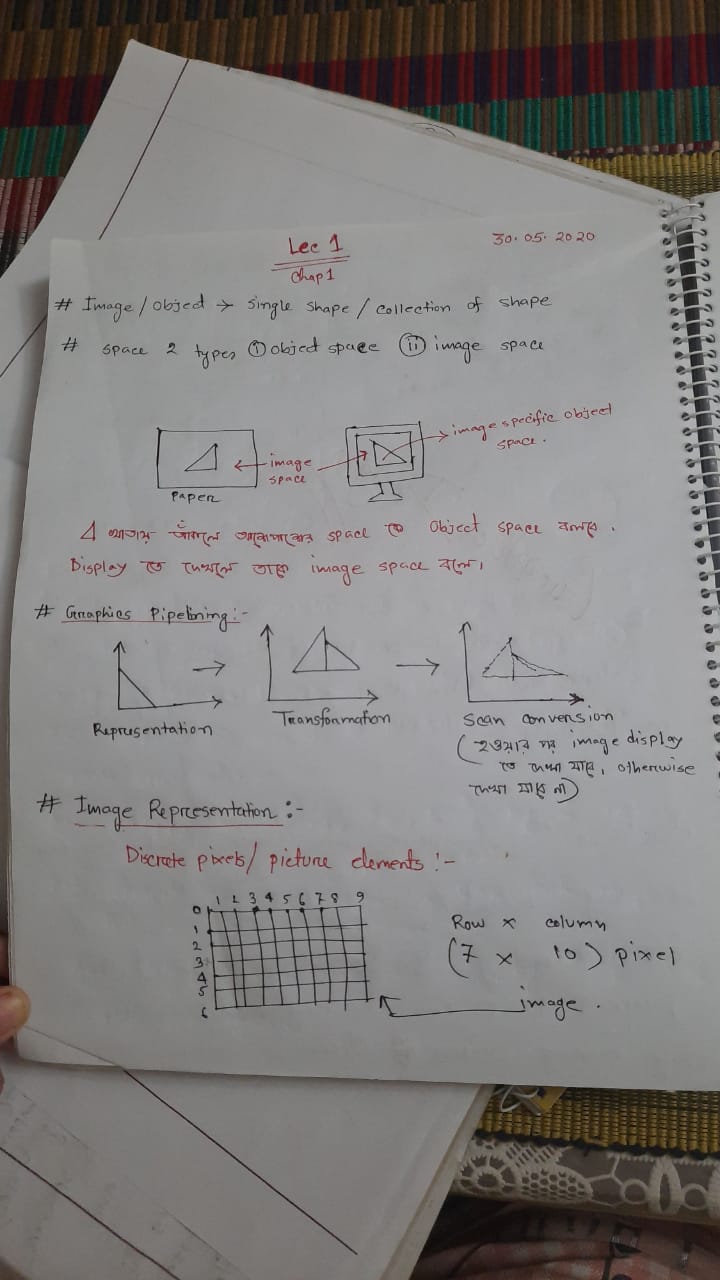 Lec 1
30.05.2020
Chap 1
# Image / object → single shape / collection of shape
# space 2 types ① object space ⑪ image space
image specific object space.
← image space →
Paper
⊿ খাতায় আঁকলে space কে object space বলবে.
Display তে দেখলে তাকে image space বলে।
# Graphics Pipelining :-
→ →
Representation
Transformation
Scan conversion
(হওয়ার পর image display
তে দেখা যাবে, otherwise
দেখা যাবে না)
# Image Representation :-
Discrete pixels / picture elements :-
1 2 3 4 5 6 7 8 9
0
1
2
3
4
5
6
Row × column
(7 × 10) pixel
image.